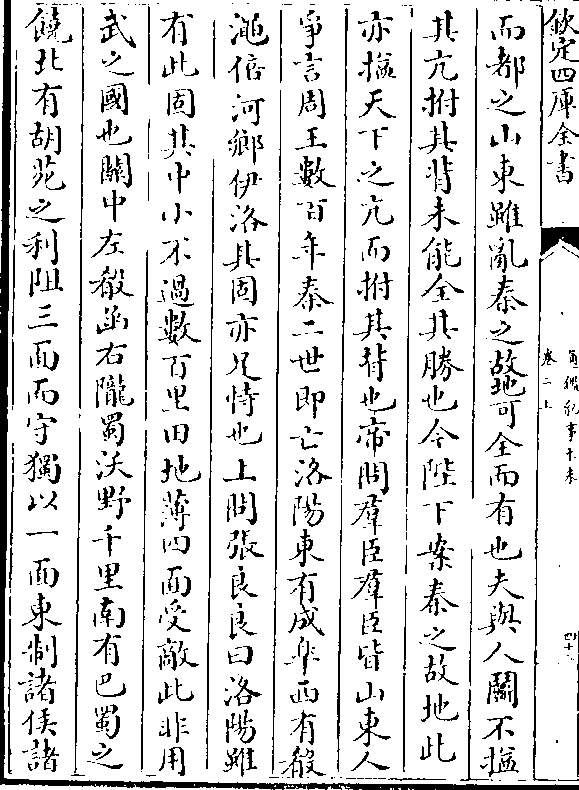 欽定四庫全書
通鑑紀事本末
卷二上
四十
而都之山東雖亂秦之故地可全而有也夫與人鬭不搤
其亢拊其背未能全其勝也今陛下案秦之故地此
亦搤天下之亢而拊其背也帝問羣臣羣臣皆山東人
爭言周王數百年秦二世即亡洛陽東有成臯西有殽
澠倍河鄉伊洛其固亦足恃也上問張良良曰洛陽雖
有此固其中小不過數百里田地薄四面受敵此非用
武之國也關中左殽函右隴蜀沃野千里南有巴蜀之
饒北有胡苑之利阻三面而守獨以一面東制諸侯諸